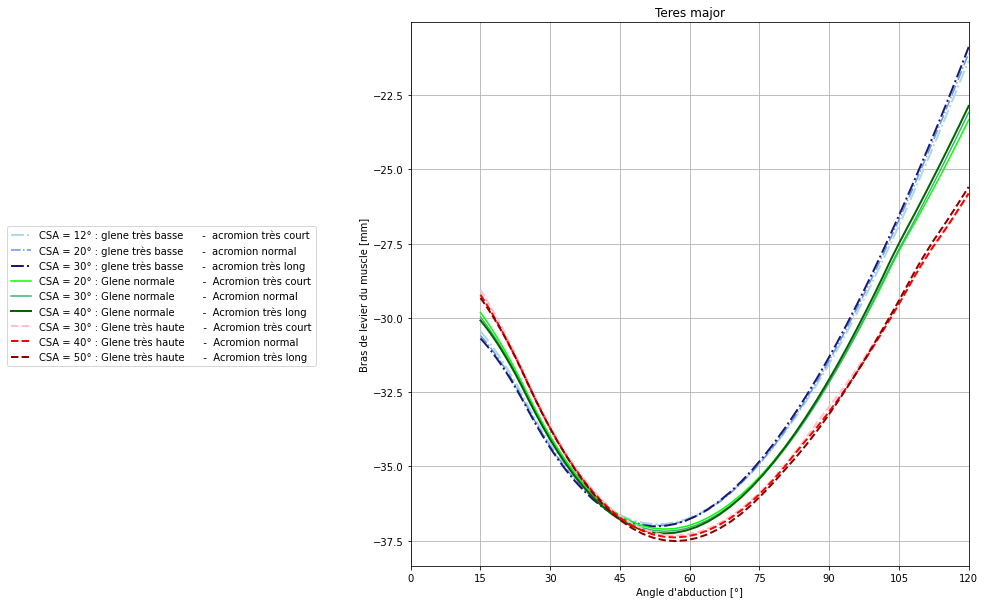 Teres major
Bras de levier du muscle [mm]
−22.5
−25.0
−27.5
−30.0
−32.5
−35.0
−37.5
0 15 30 45 60 75 90 105 120
Angle d'abduction [°]
CSA = 12° : glene très basse - acromion très court
CSA = 20° : glene très basse - acromion normal
CSA = 30° : glene très basse - acromion très long
CSA = 20° : Glene normale - Acromion très court
CSA = 30° : Glene normale - Acromion normal
CSA = 40° : Glene normale - Acromion très long
CSA = 30° : Glene très haute - Acromion très court
CSA = 40° : Glene très haute - Acromion normal
CSA = 50° : Glene très haute - Acromion très long